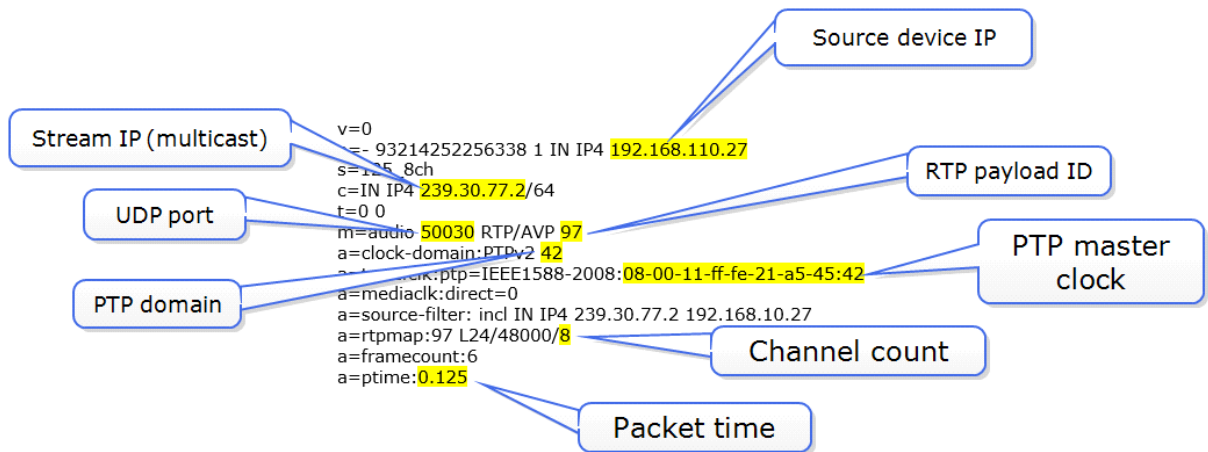 Source device IP
Stream IP (multicast)
UDP port
PTP domain
v=0
93214252256338 1 IN IP4 192.168.110.27
s=125_8ch
c=IN IP4 239.30.77.2/64
t=0 0
m=audio 50030 RTP/AVP 97
a=clock-domain:PTPv2 42
clk:ptp=IEEE1588-2008:08-00-11-ff-fe-21-a5-45:42
a=mediaclk:direct=0
a=source-filter: incl IN IP4 239.30.77.2 192.168.10.27
a=rtpmap:97 L24/48000/8
a=framecount:6
a=ptime:0.125
RTP payload ID
PTP master
clock
Channel count
Packet time